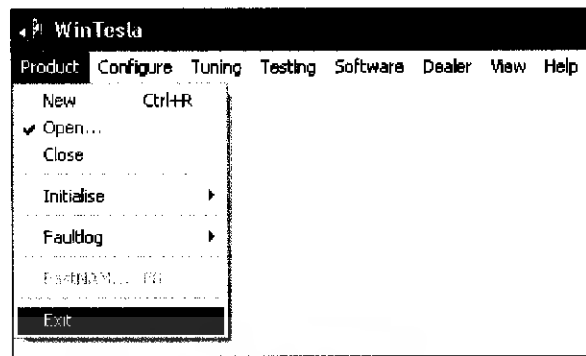 WinTesla
Product Configure Tuning Testing Software Dealer View Help
New Ctrl+R
Open...
Close
Initialise
Faultlog
Exit